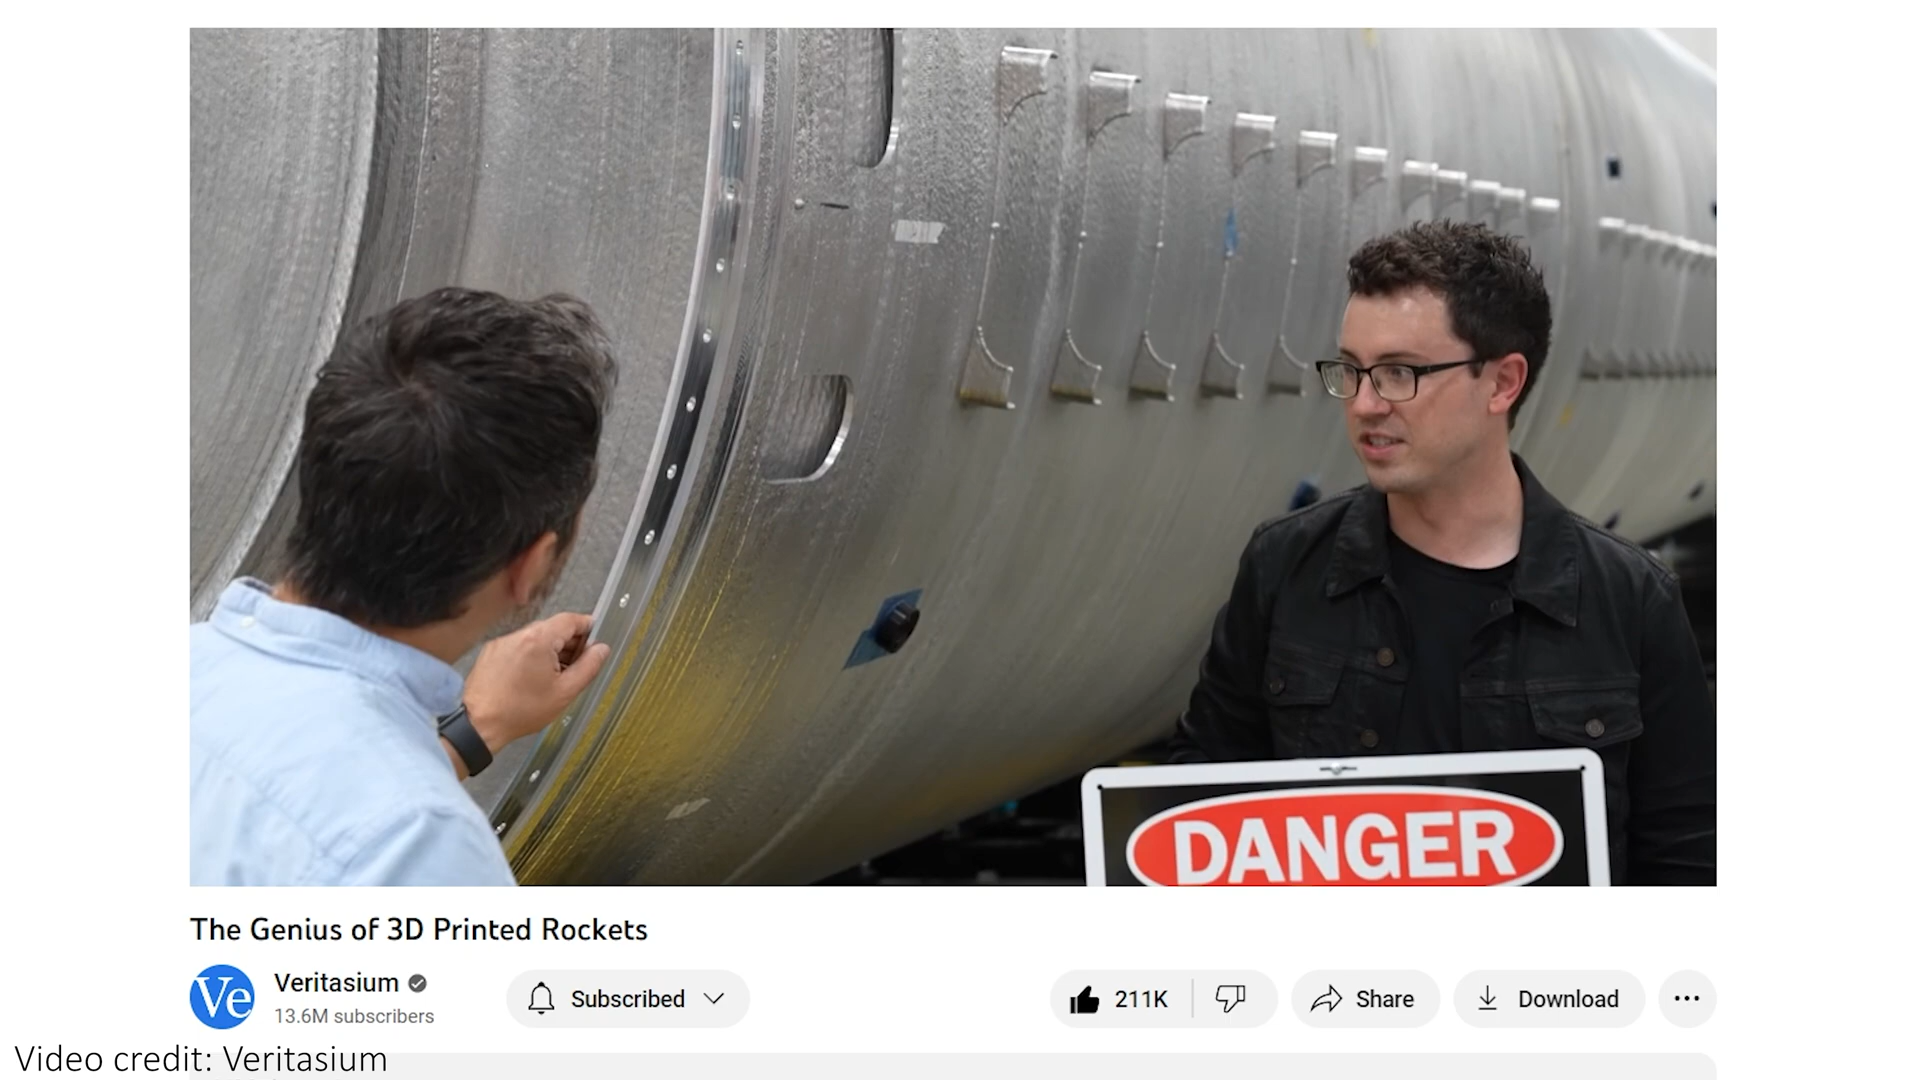 DANGER
The Genius of 3D Printed Rockets
Ve
Veritasium
13.6M subscribers
Subscribed
211K
Share
Download
Video credit: Veritasium